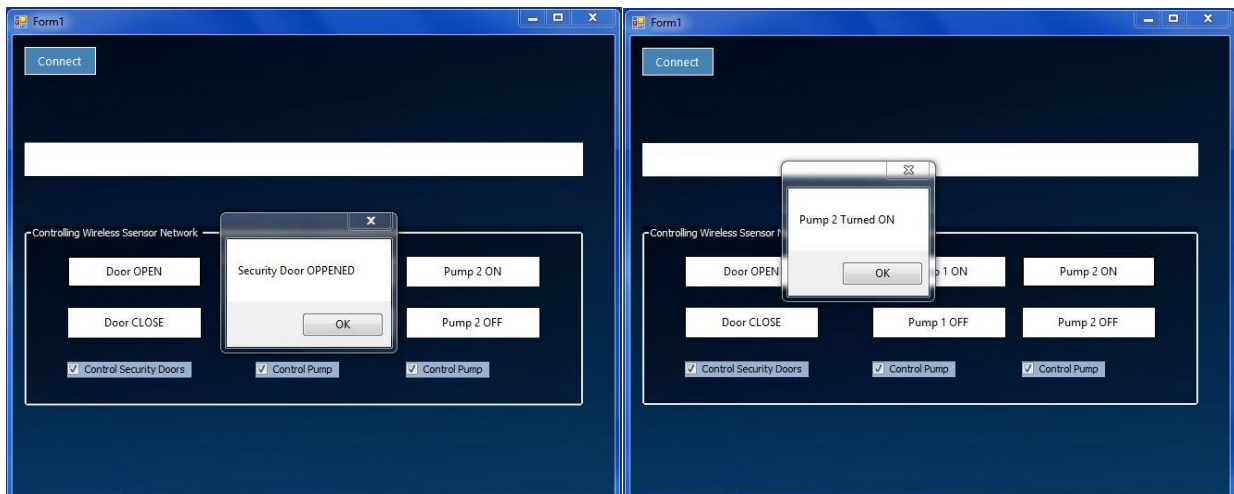 Form1
Connect
Controlling Wireless Ssensor Network
Security Door OPPENED
OK
Door OPEN
Pump 2 ON
Door CLOSE
Pump 2 OFF
Control Security Doors
Control Pump
Control Pump
Form1
Connect
Pump 2 Turned ON
OK
Controlling Wireless Ssensor
Door OPEN
1 ON
Pump 2 ON
Door CLOSE
Pump 1 OFF
Pump 2 OFF
Control Security Doors
Control Pump
Control Pump